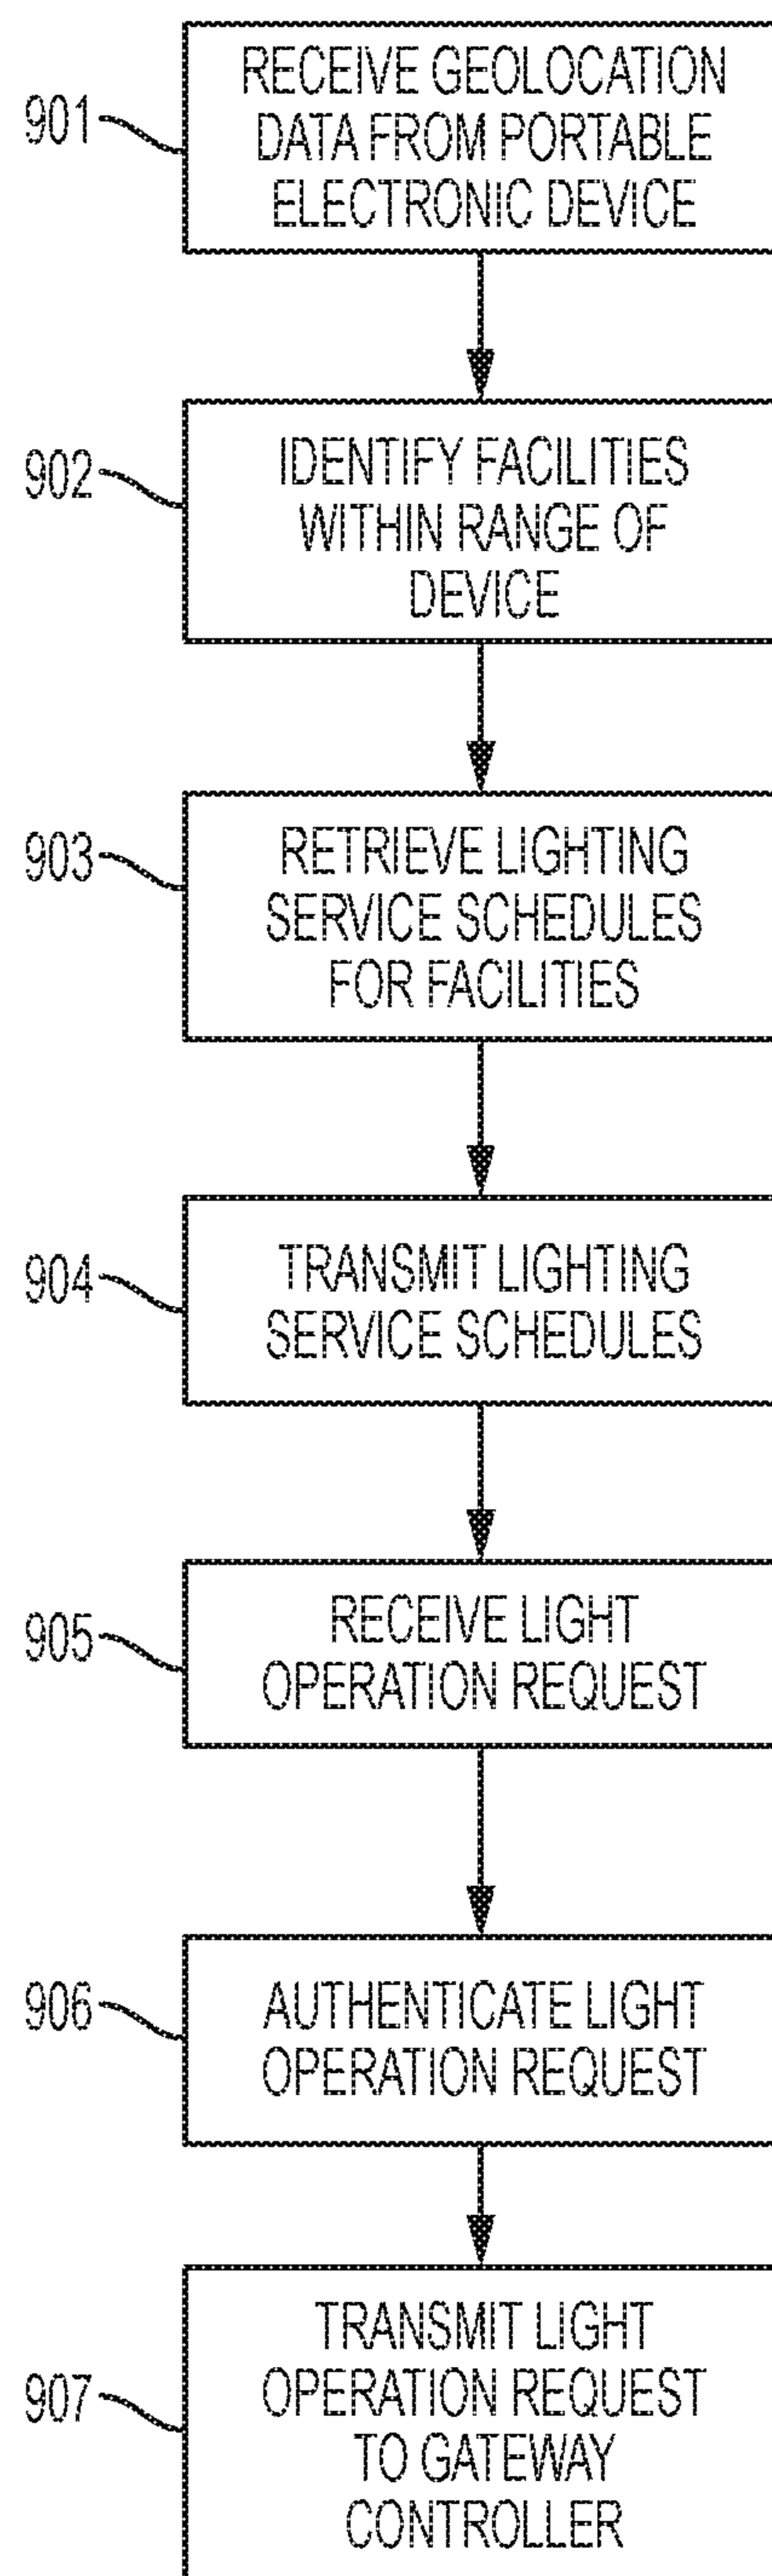 901
RECEIVE GEOLOCATION
DATA FROM PORTABLE
ELECTRONIC DEVICE
902
IDENTIFY FACILITIES
WITHIN RANGE OF
DEVICE
903
RETRIEVE LIGHTING
SERVICE SCHEDULES
FOR FACILITIES
904
TRANSMIT LIGHTING
SERVICE SCHEDULES
905
RECEIVE LIGHT
OPERATION REQUEST
906
AUTHENTICATE LIGHT
OPERATION REQUEST
907
TRANSMIT LIGHT
OPERATION REQUEST
TO GATEWAY
CONTROLLER